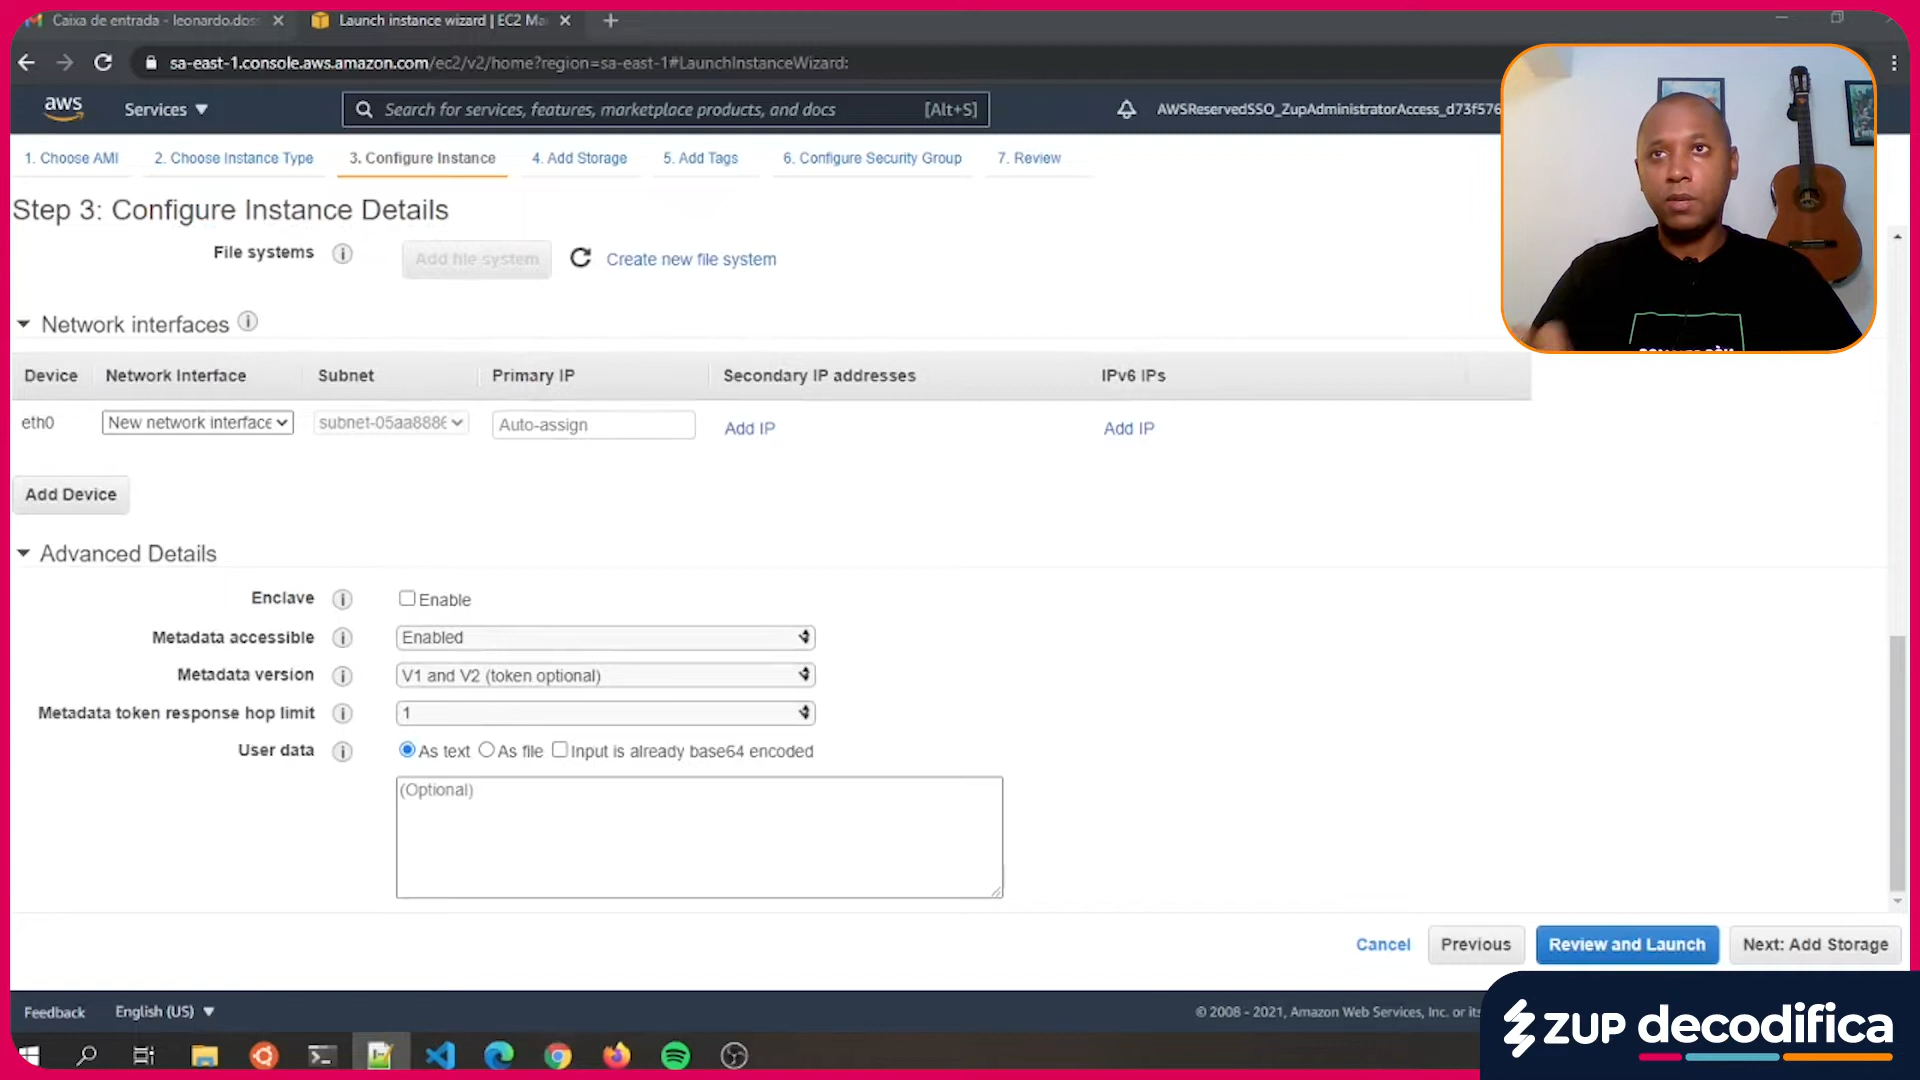 Caixa de entrada - leonardo.dos
Launch instance wizard | EC2 Ma
sa-east-1.console.aws.amazon.com/ec2/v2/home?region=sa-east-1#LaunchInstanceWizard:
aws
Services
Search for services, features, marketplace products, and docs
[Alt+S]
AWSReservedSSO_ZupAdministratorAccess_d73f576
1. Choose AMI
2. Choose Instance Type
3. Configure Instance
4. Add Storage
5. Add Tags
6. Configure Security Group
7. Review
Step 3: Configure Instance Details
File systems
Add file system
Create new file system
Network interfaces
Device
Network Interface
Subnet
Primary IP
Secondary IP addresses
IPv6 IPs
eth0
New network interface
subnet-05aa8886
Auto-assign
Add IP
Add IP
Add Device
Advanced Details
Enclave
Enable
Metadata accessible
Enabled
Metadata version
V1 and V2 (token optional)
Metadata token response hop limit
1
User data
As text
As file
Input is already base64 encoded
(Optional)
Cancel
Previous
Review and Launch
Next: Add Storage
Feedback
English (US)
© 2008 - 2021, Amazon Web Services, Inc. or its
ZUP decodifica